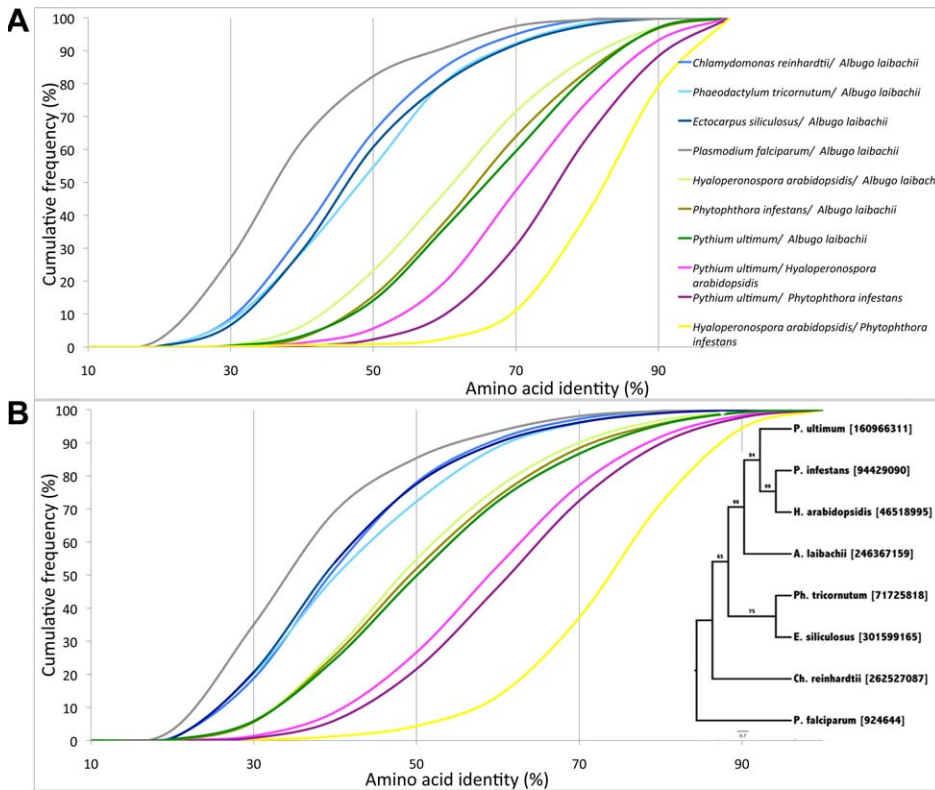 A
Cumulative frequency (%)
100
90
80
70
60
50
40
30
20
10
0
10 30 50 70 90
Amino acid identity (%)
Chlamydomonas reinhardtii/ Albugo laibachii
Phaeodactylum tricornutum/ Albugo laibachii
Ectocarpus siliculosus/ Albugo laibachii
Plasmodium falciparum/ Albugo laibachii
Hyaloperonospora arabidopsidis/ Albugo laibach
Phytophthora infestans/ Albugo laibachii
Pythium ultimum/ Albugo laibachii
Pythium ultimum/ Hyaloperonospora
arabidopsidis
Pythium ultimum/ Phytophthora infestans
Hyaloperonospora arabidopsidis/ Phytophthora
infestans
B
Cumulative frequency (%)
100
90
80
70
60
50
40
30
20
10
0
10 30 50 70 90
Amino acid identity (%)
P. ultimum [160966311]
84
P. infestans [94429090]
99
H. arabidopsidis [46518995]
96
A. laibachii [246367159]
65
Ph. tricornutum [71725818]
75
E. siliculosus [301599165]
Ch. reinhardtii [262527087]
P. falciparum [924644]
0.7